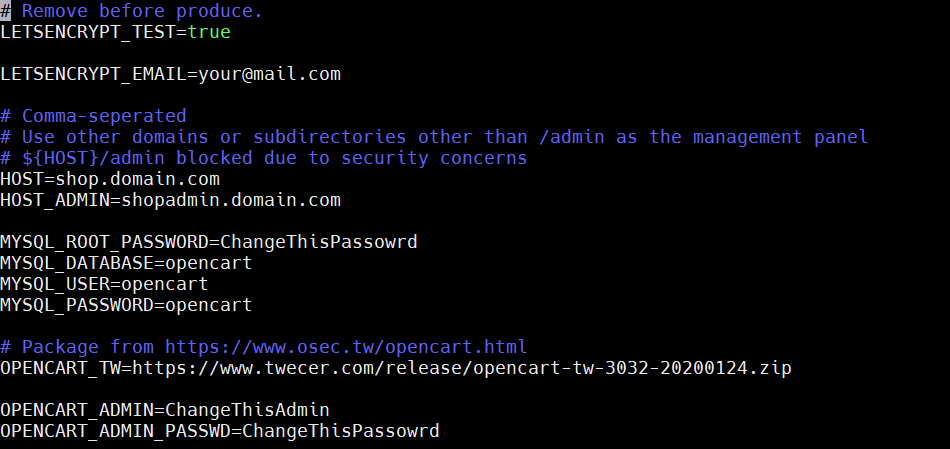 # Remove before produce.
LETSENCRYPT_TEST=true
LETSENCRYPT_EMAIL=your@mail.com
# Comma-seperated
# Use other domains or subdirectories other than /admin as the management panel
# ${HOST}/admin blocked due to security concerns
HOST=shop.domain.com
HOST_ADMIN=shopadmin.domain.com
MYSQL_ROOT_PASSWORD=ChangeThisPassowrd
MYSQL_DATABASE=opencart
MYSQL_USER=opencart
MYSQL_PASSWORD=opencart
# Package from https://www.osec.tw/opencart.html
OPENCART_TW=https://www.twecer.com/release/opencart-tw-3032-20200124.zip
OPENCART_ADMIN=ChangeThisAdmin
OPENCART_ADMIN_PASSWD=ChangeThisPassowrd